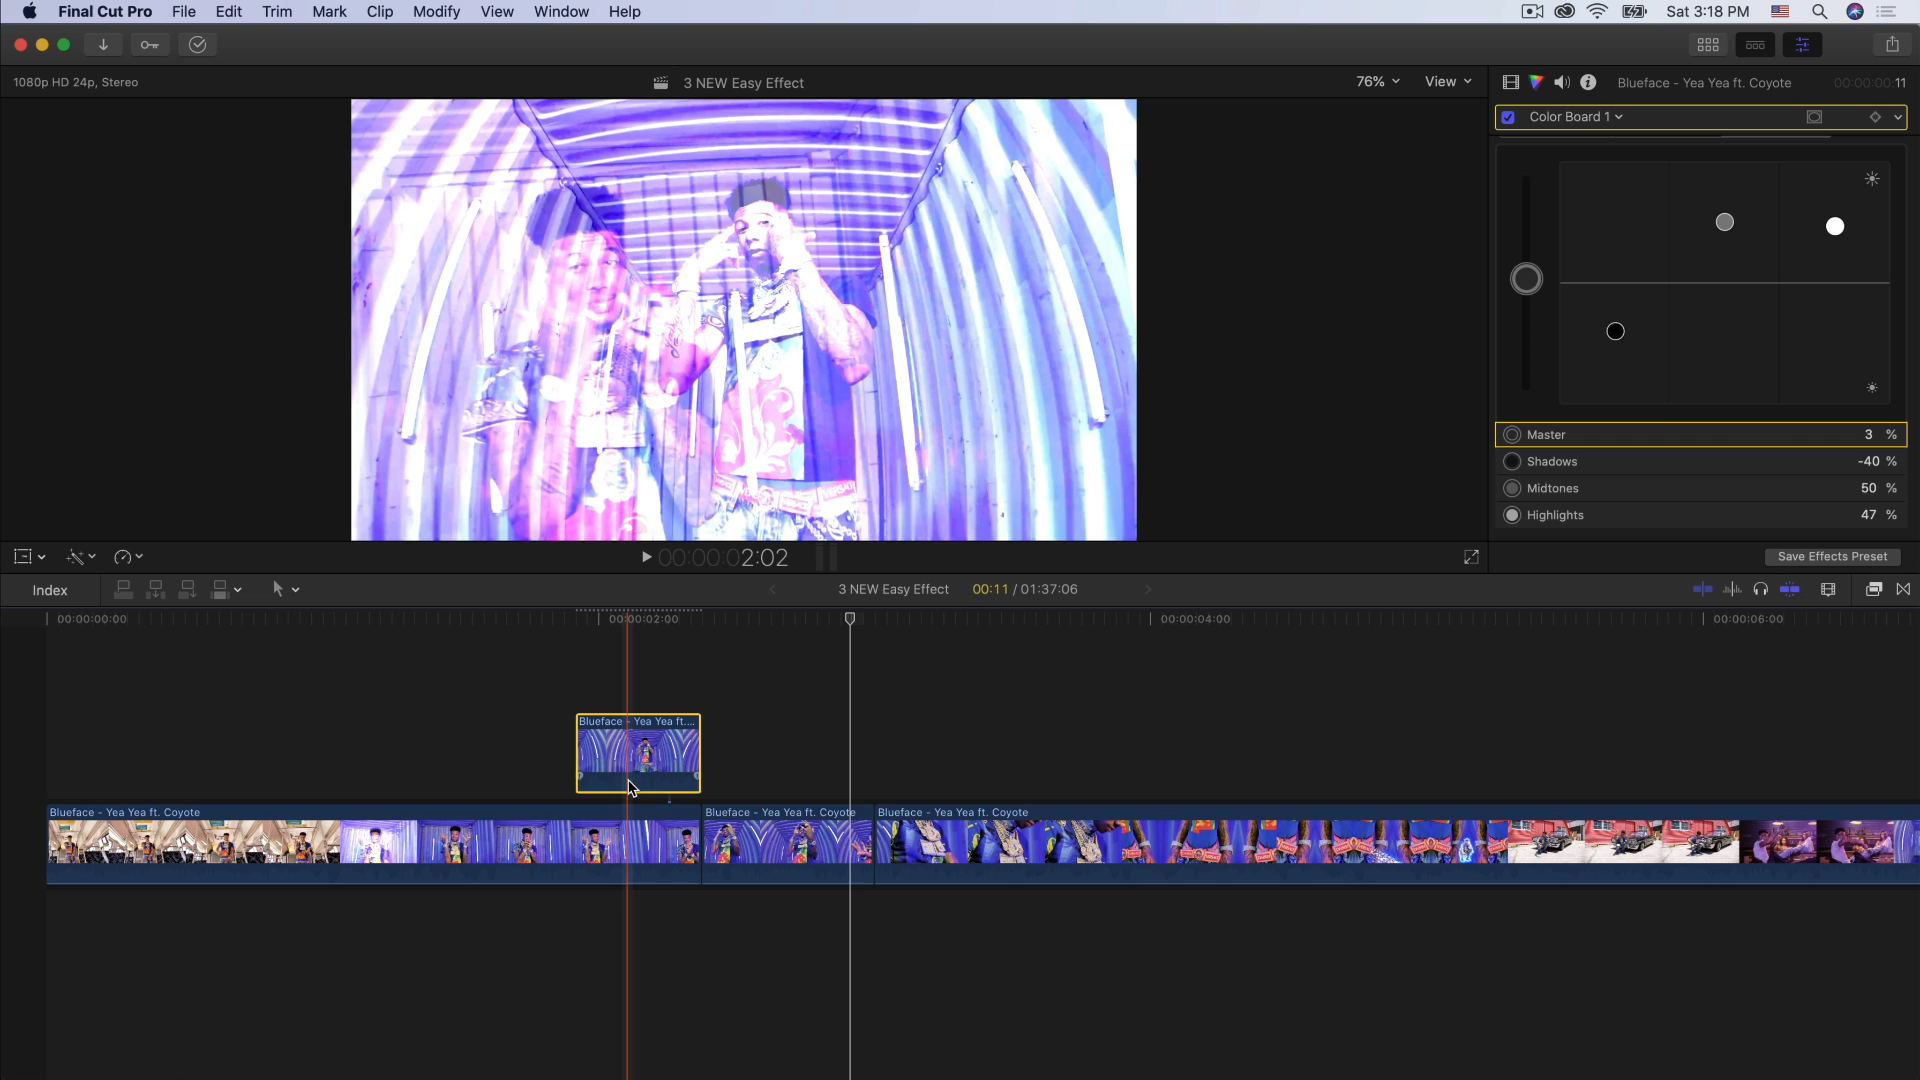 Final Cut Pro File Edit Trim Mark Clip Modify View Window Help Sat 3:18 PM
1080p HD 24p, Stereo 3 NEW Easy Effect 76% View Blueface - Yea Yea ft. Coyote 00:00:00:11
Color Board 1
Master 3 %
Shadows -40 %
Midtones 50 %
Highlights 47 %
00:00:02:02 Save Effects Preset
Index 3 NEW Easy Effect 00:11 / 01:37:06
00:00:00:00 00:00:02:00 00:00:04:00 00:00:06:00
Blueface - Yea Yea ft....
Blueface - Yea Yea ft. Coyote Blueface - Yea Yea ft. Coyote Blueface - Yea Yea ft. Coyote